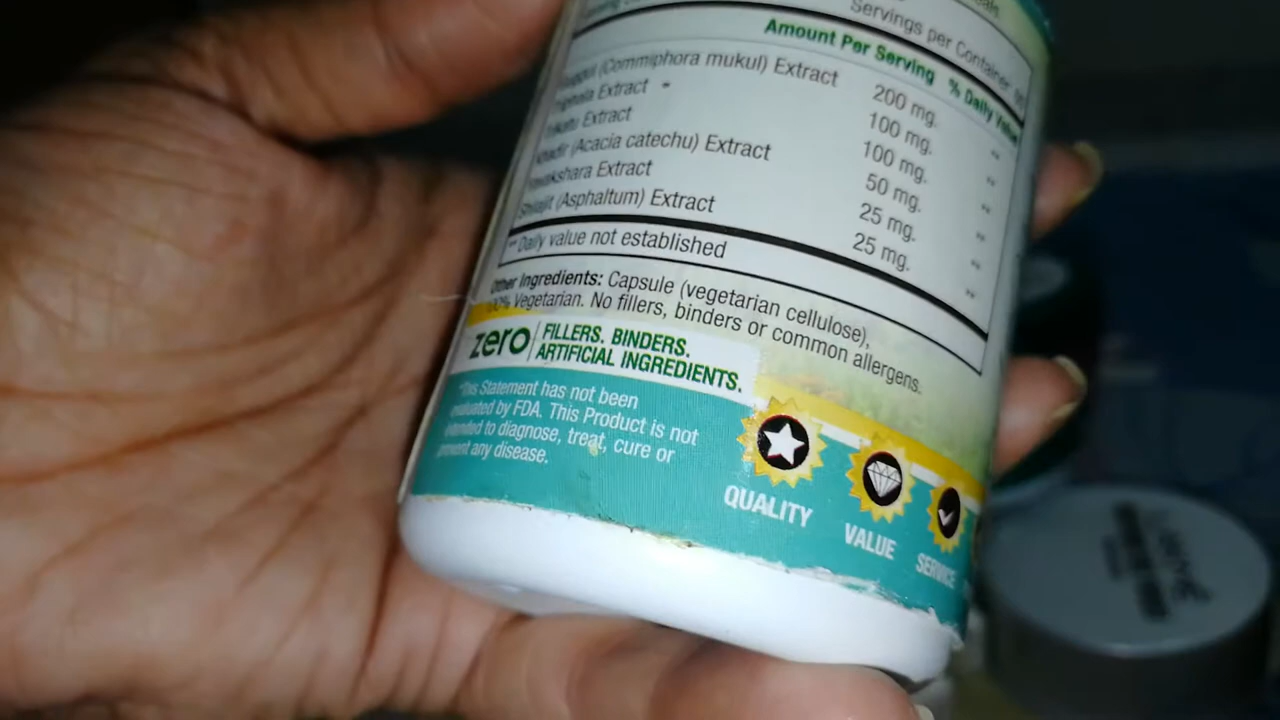 Servings per Container
Amount Per Serving % Daily Value
(Commiphora mukul) Extract 200 mg. **
Extract 100 mg. **
Extract 100 mg.
(Acacia catechu) Extract 50 mg. **
Extract 25 mg. **
Shilajit (Asphaltum) Extract 25 mg. **
** Daily value not established
Other Ingredients: Capsule (vegetarian cellulose),
100% Vegetarian. No fillers, binders or common allergens.
zero FILLERS. BINDERS.
ARTIFICIAL INGREDIENTS.
*This Statement has not been
evaluated by FDA. This Product is not
intended to diagnose, treat, cure or
prevent any disease.
QUALITY
VALUE
SERVICE